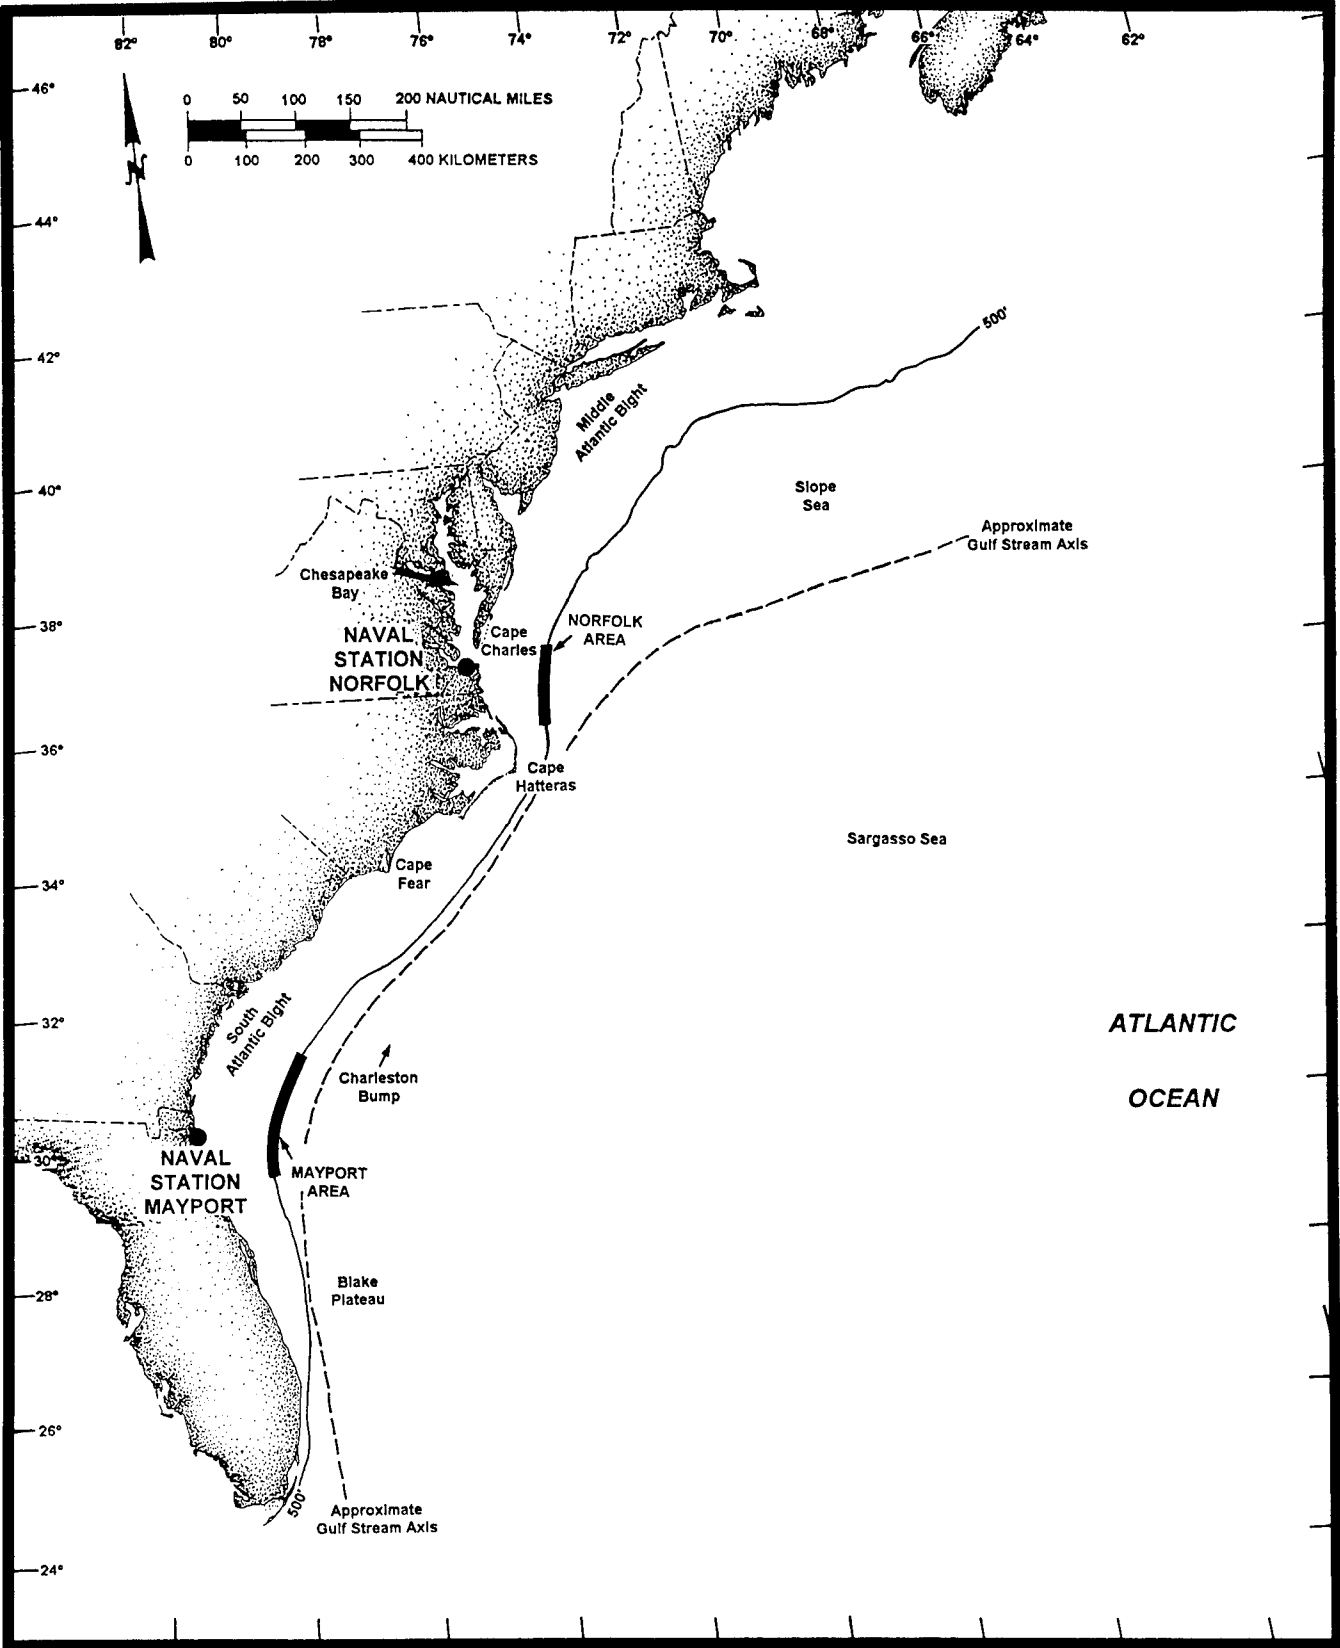 82° 80° 78° 76° 74° 72° 70° 68° 66° 64° 62°
46°
0 50 100 150 200 NAUTICAL MILES
0 100 200 300 400 KILOMETERS
N
44°
500'
42°
Middle
Atlantic Bight
40°
Slope
Sea
Approximate
Gulf Stream Axis
Chesapeake
Bay
38°
NORFOLK
AREA
NAVAL
STATION
NORFOLK
Cape
Charles
36°
Cape
Hatteras
Sargasso Sea
Cape
Fear
34°
South
Atlantic Bight
32°
ATLANTIC
OCEAN
Charleston
Bump
30°
NAVAL
STATION
MAYPORT
MAYPORT
AREA
28°
Blake
Plateau
26°
500'
Approximate
Gulf Stream Axis
24°